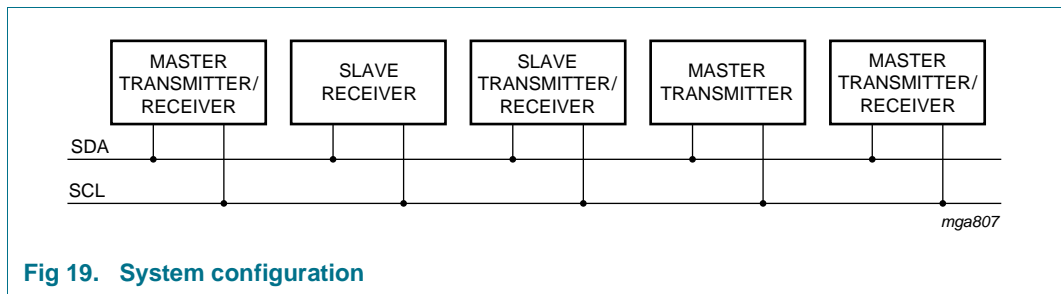 MASTER
TRANSMITTER/
RECEIVER
SLAVE
RECEIVER
SLAVE
TRANSMITTER/
RECEIVER
MASTER
TRANSMITTER
MASTER
TRANSMITTER/
RECEIVER
SDA
SCL
mga807
Fig 19. System configuration